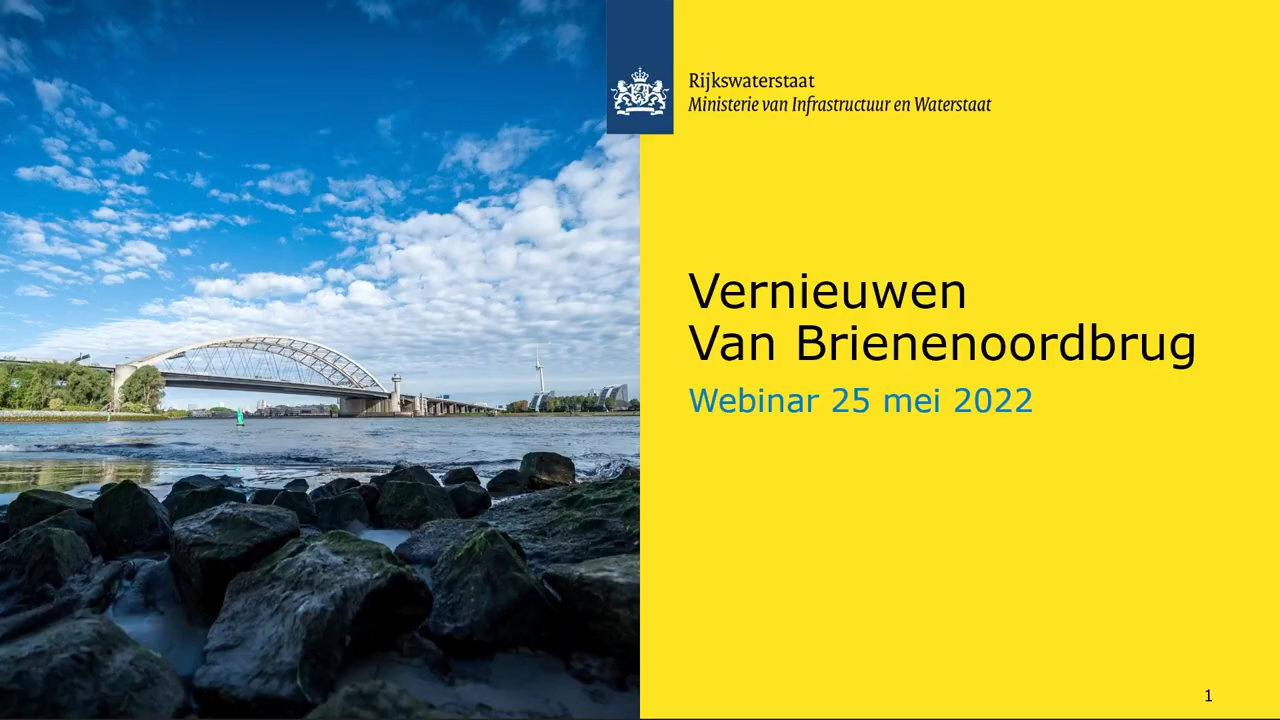 Rijkswaterstaat
Ministerie van Infrastructuur en Waterstaat
Vernieuwen
Van Brienenoordbrug
Webinar 25 mei 2022
1